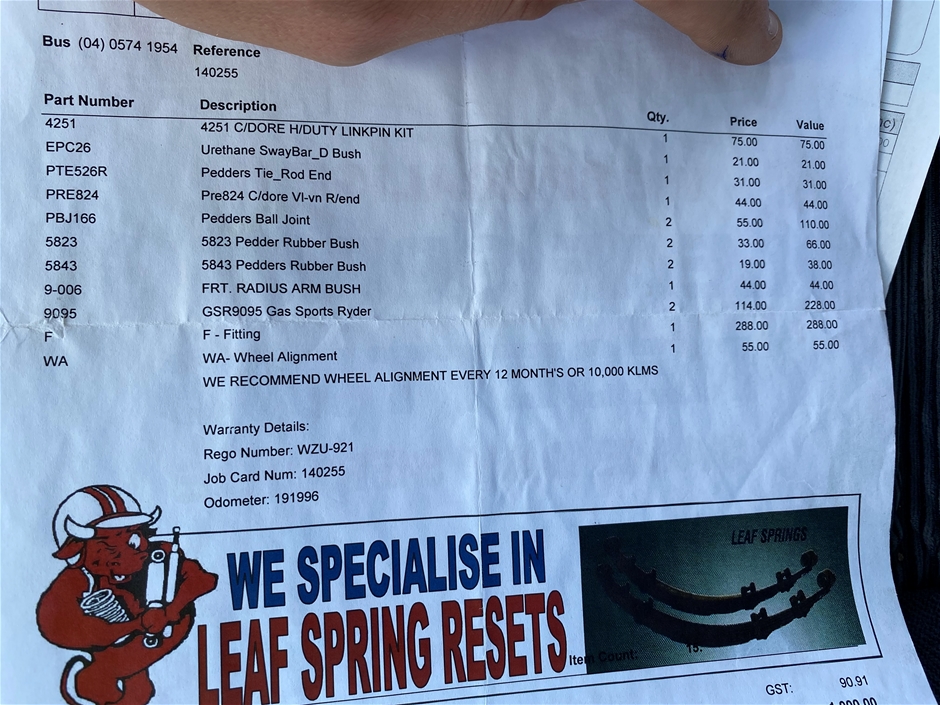 Bus (04) 0574 1954 Reference
140255
Part Number Description Qty. Price Value
4251 4251 C/DORE H/DUTY LINKPIN KIT 1 75.00 75.00
EPC26 Urethane SwayBar_D Bush 1 21.00 21.00
PTE526R Pedders Tie_Rod End 1 31.00 31.00
PRE824 Pre824 C/dore Vl-vn R/end 1 44.00 44.00
PBJ166 Pedders Ball Joint 2 55.00 110.00
5823 5823 Pedder Rubber Bush 2 33.00 66.00
5843 5843 Pedders Rubber Bush 2 19.00 38.00
9-006 FRT. RADIUS ARM BUSH 1 44.00 44.00
9095 GSR9095 Gas Sports Ryder 2 114.00 228.00
F F - Fitting 1 288.00 288.00
WA WA- Wheel Alignment 1 55.00 55.00
WE RECOMMEND WHEEL ALIGNMENT EVERY 12 MONTH'S OR 10,000 KLMS
Warranty Details:
Rego Number: WZU-921
Job Card Num: 140255
Odometer: 191996
WE SPECIALISE IN
LEAF SPRING RESETS
LEAF SPRINGS
Item Count: 15.
GST: 90.91